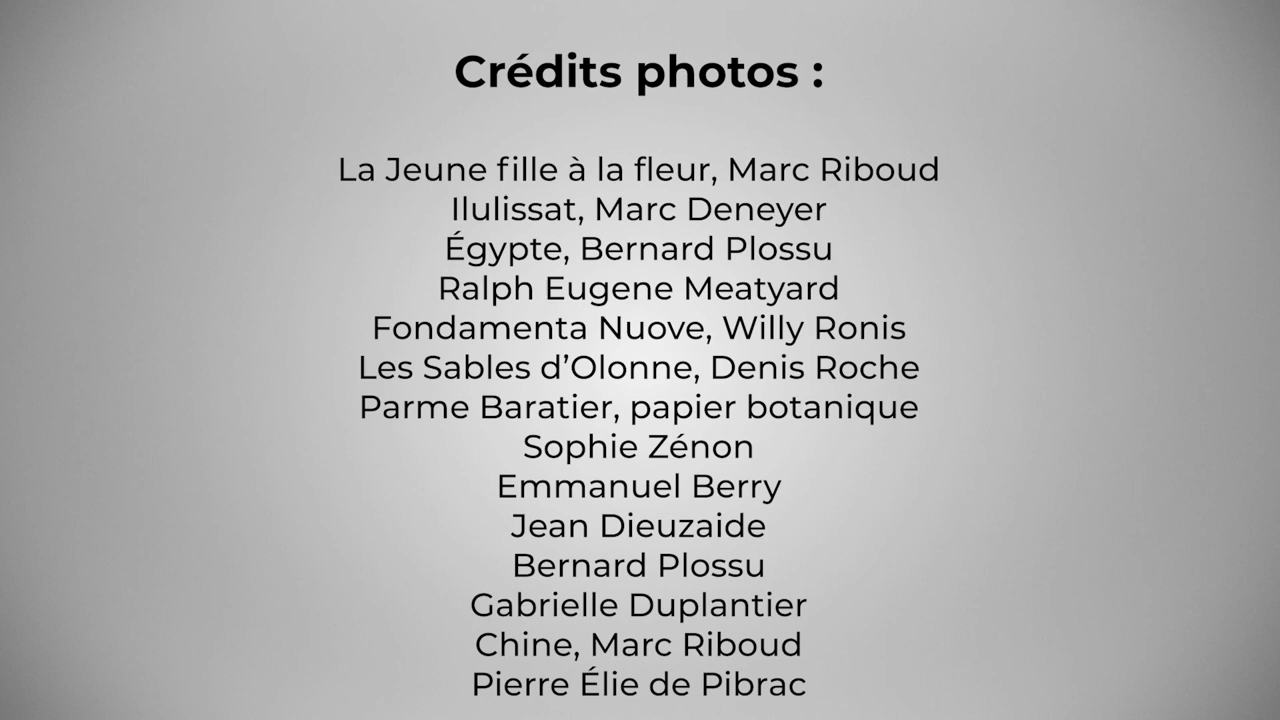 Crédits photos :
La Jeune fille à la fleur, Marc Riboud
Ilulissat, Marc Deneyer
Égypte, Bernard Plossu
Ralph Eugene Meatyard
Fondamenta Nuove, Willy Ronis
Les Sables d’Olonne, Denis Roche
Parme Baratier, papier botanique
Sophie Zénon
Emmanuel Berry
Jean Dieuzaide
Bernard Plossu
Gabrielle Duplantier
Chine, Marc Riboud
Pierre Élie de Pibrac